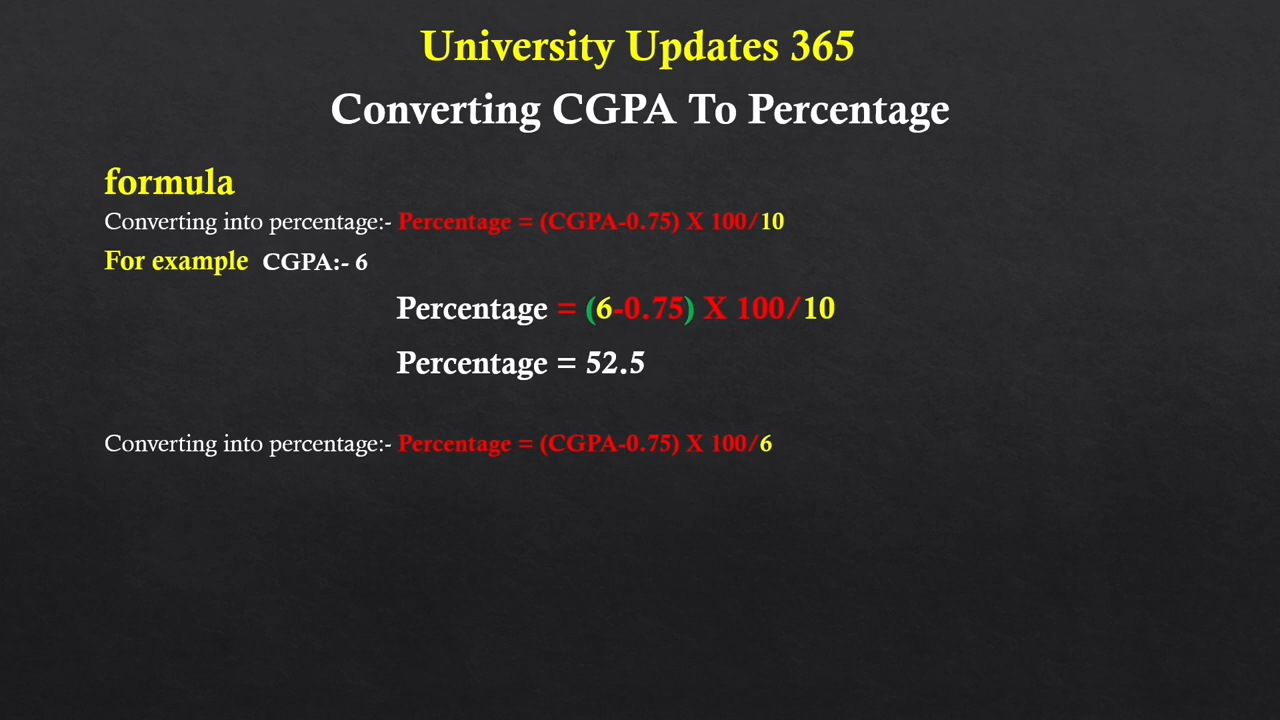 University Updates 365
Converting CGPA To Percentage
formula
Converting into percentage:- Percentage = (CGPA-0.75) X 100/10
For example CGPA:- 6
Percentage = (6-0.75) X 100/10
Percentage = 52.5
Converting into percentage:- Percentage = (CGPA-0.75) X 100/6